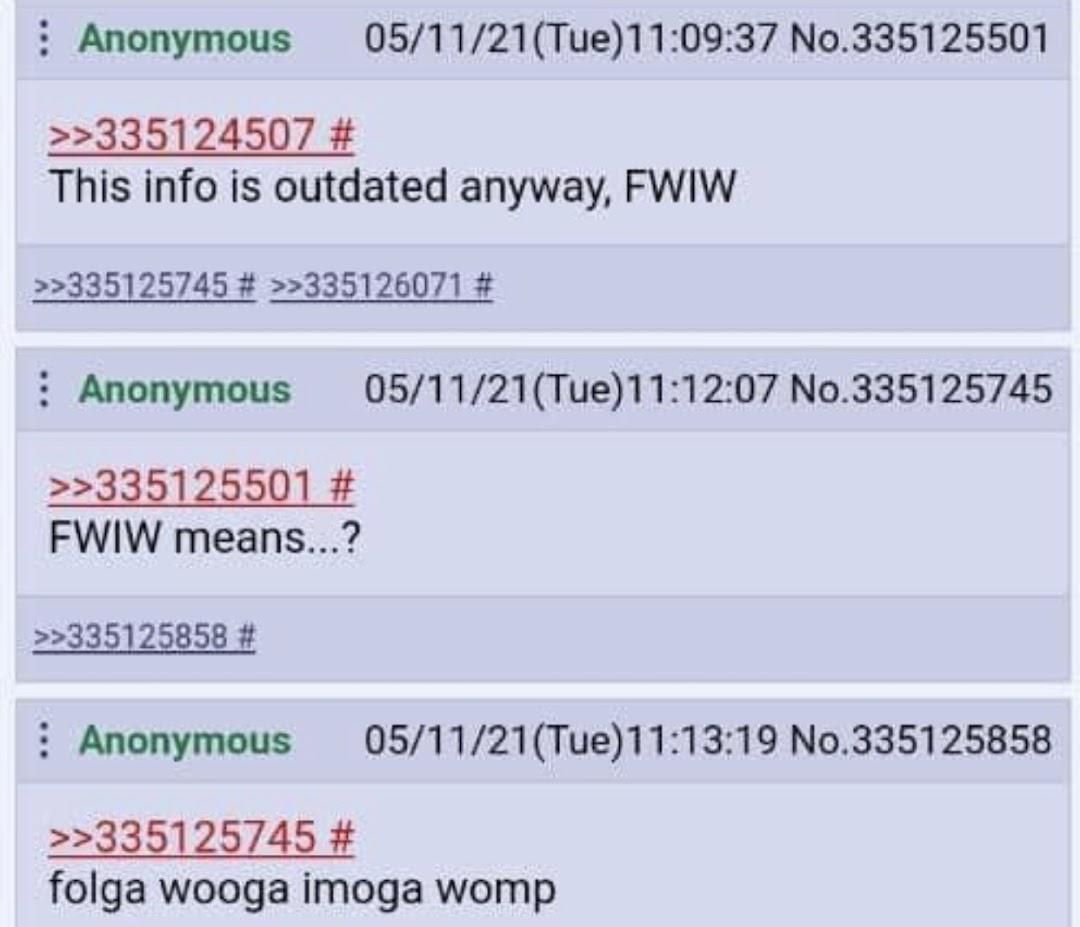 Anonymous 05/11/21(Tue)11:09:37 No.335125501
>>335124507 #
This info is outdated anyway, FWIW
>>335125745 # >>335126071 #
Anonymous 05/11/21(Tue)11:12:07 No.335125745
>>335125501 #
FWIW means...?
>>335125858 #
Anonymous 05/11/21(Tue)11:13:19 No.335125858
>>335125745 #
folga wooga imoga womp